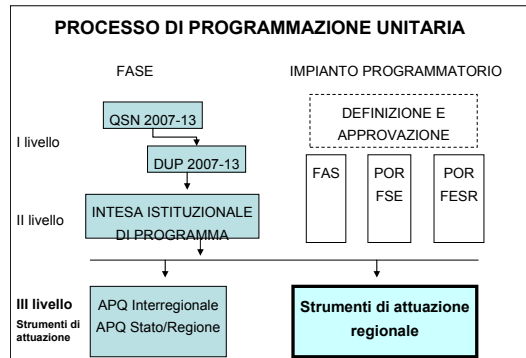 PROCESSO DI PROGRAMMAZIONE UNITARIA
FASE
IMPIANTO PROGRAMMATORIO
QSN 2007-13
DEFINIZIONE E
APPROVAZIONE
I livello
DUP 2007-13
FAS
POR
FSE
POR
FESR
II livello
INTESA ISTITUZIONALE
DI PROGRAMMA
III livello
Strumenti di
attuazione
APQ Interregionale
APQ Stato/Regione
Strumenti di attuazione
regionale